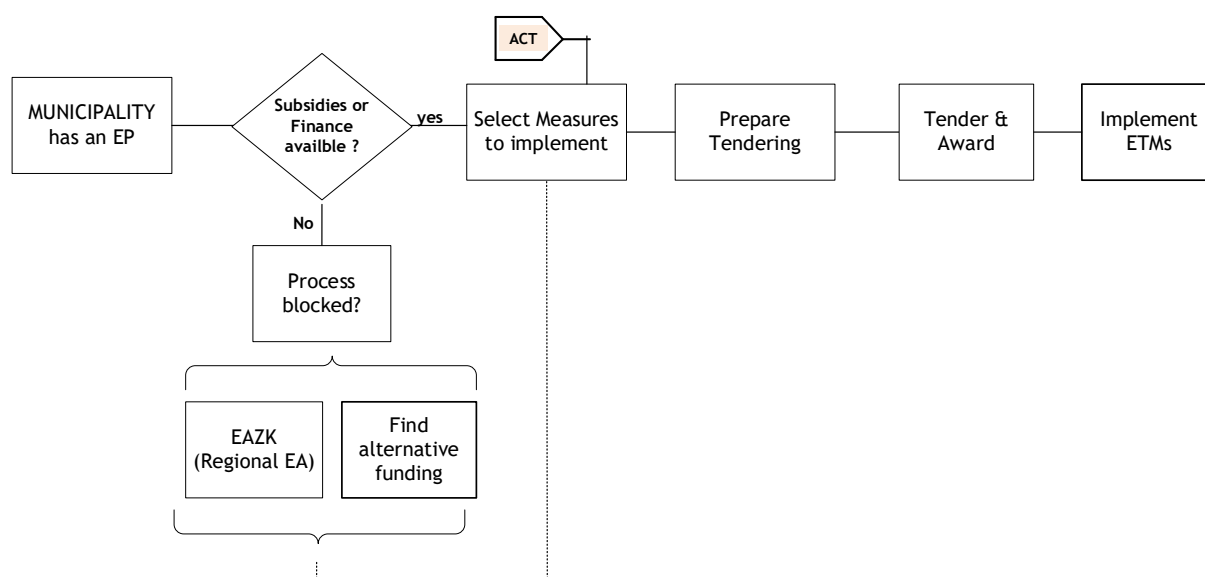 ACT
MUNICIPALITY
has an EP
Subsidies or
Finance
availble ?
yes
Select Measures
to implement
Prepare
Tendering
Tender &
Award
Implement
ETMs
No
Process
blocked?
EAZK
(Regional EA)
Find
alternative
funding